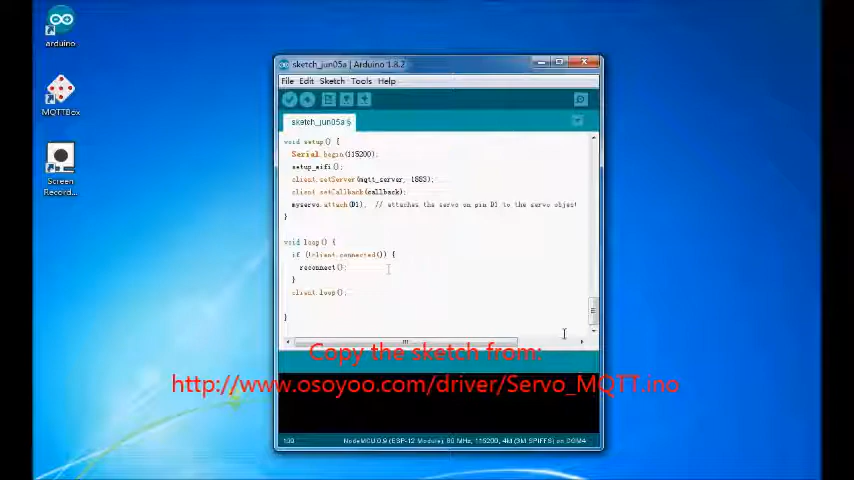 arduino
MQTTBox
Screen
Record...
sketch_jun05a | Arduino 1.8.2
File Edit Sketch Tools Help
sketch_jun05a §
void setup() {
Serial.begin(115200);
setup_wifi();
client.setServer(mqtt_server, 1883);
client.setCallback(callback);
myservo.attach(D1); // attaches the servo on pin D1 to the servo object
}
void loop() {
if (!client.connected()) {
reconnect();
}
client.loop();
}
Copy the sketch from:
http://www.osoyoo.com/driver/Servo_MQTT.ino
NodeMCU 0.9 (ESP-12 Module), 80 MHz, 115200, 4M (3M SPIFFS) on COM4